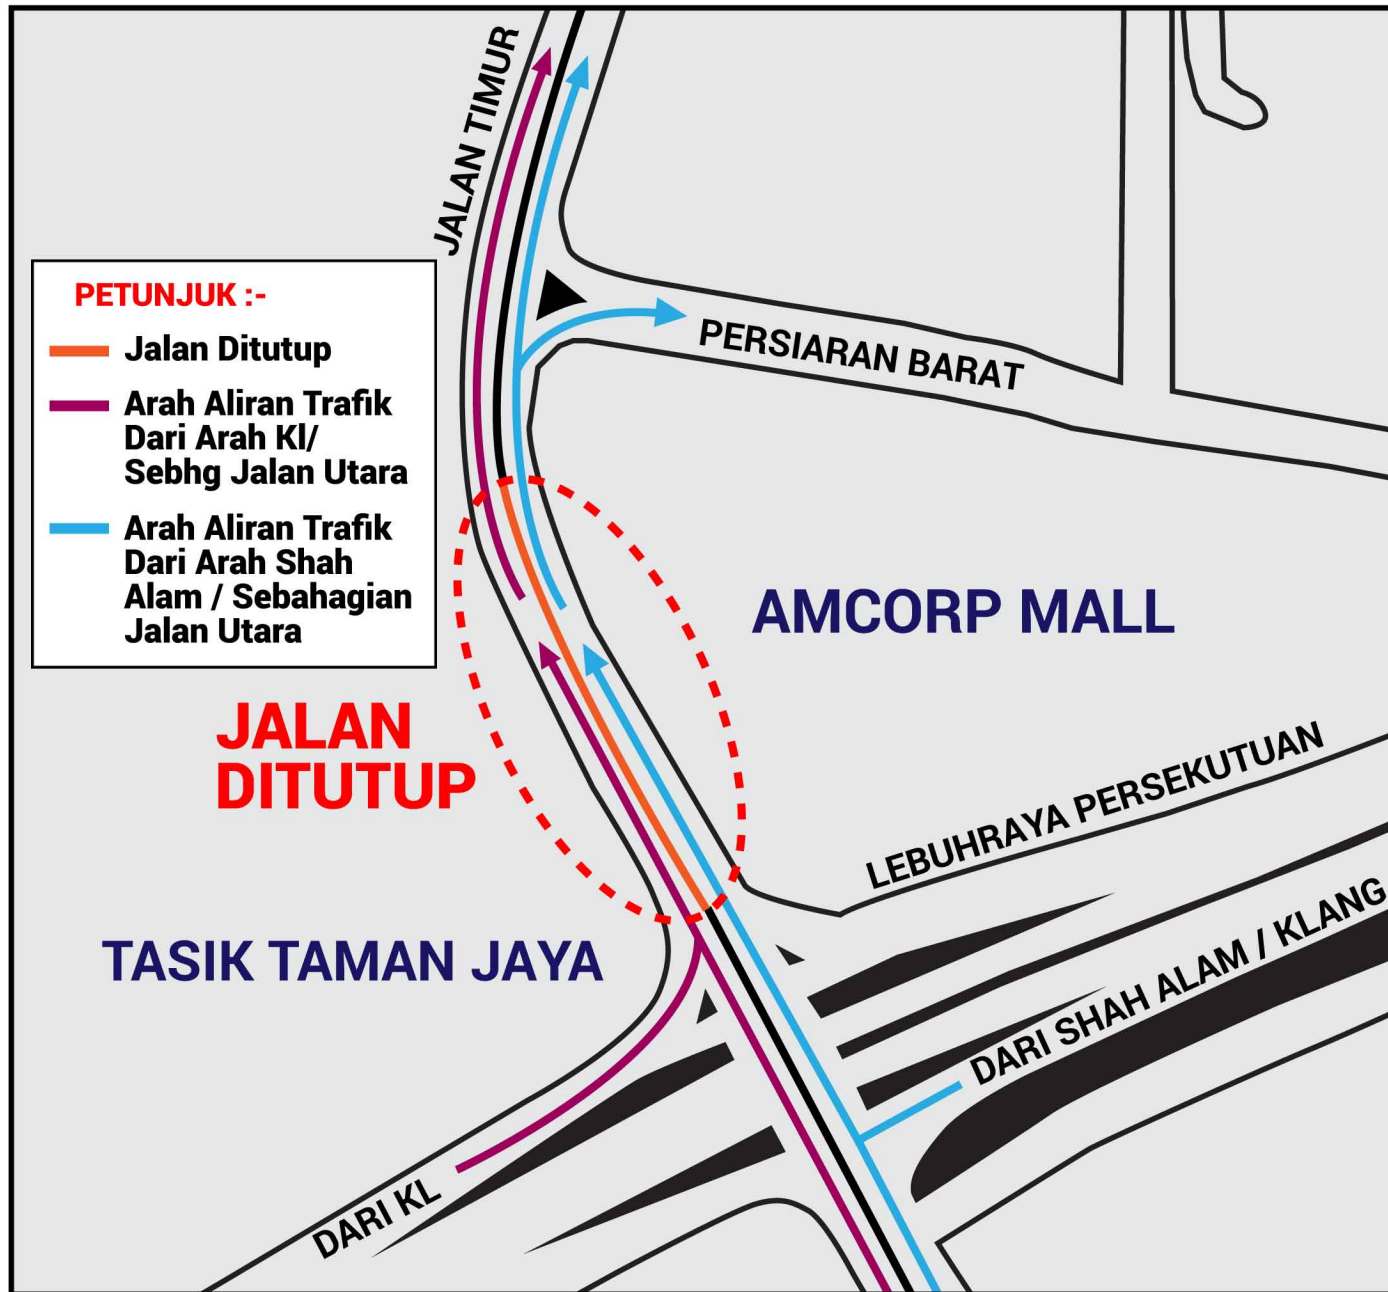 JALAN TIMUR
PETUNJUK :-
Jalan Ditutup
Arah Aliran Trafik
Dari Arah Kl/
Sebhg Jalan Utara
Arah Aliran Trafik
Dari Arah Shah
Alam / Sebahagian
Jalan Utara
PERSIARAN BARAT
AMCORP MALL
JALAN
DITUTUP
LEBUHRAYA PERSEKUTUAN
TASIK TAMAN JAYA
DARI SHAH ALAM / KLANG
DARI KL